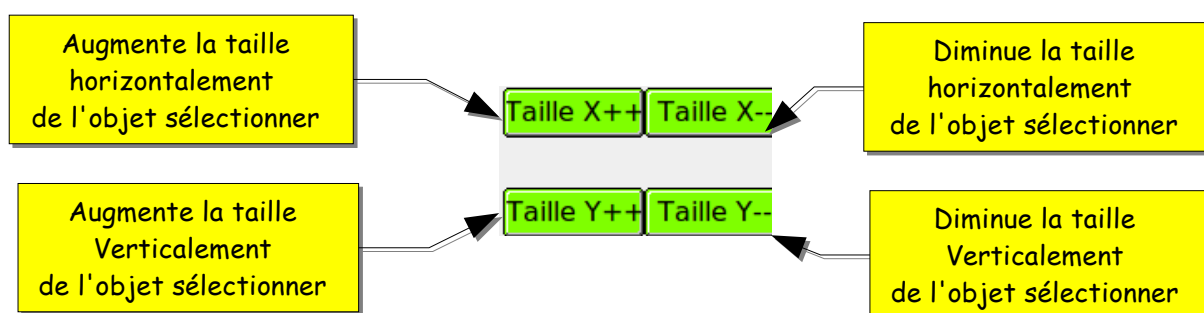 Augmente la taille
horizontalement
de l'objet sélectionner
Taille X++
Taille X--
Diminue la taille
horizontalement
de l'objet sélectionner
Augmente la taille
Verticalement
de l'objet sélectionner
Taille Y++
Taille Y--
Diminue la taille
Verticalement
de l'objet sélectionner